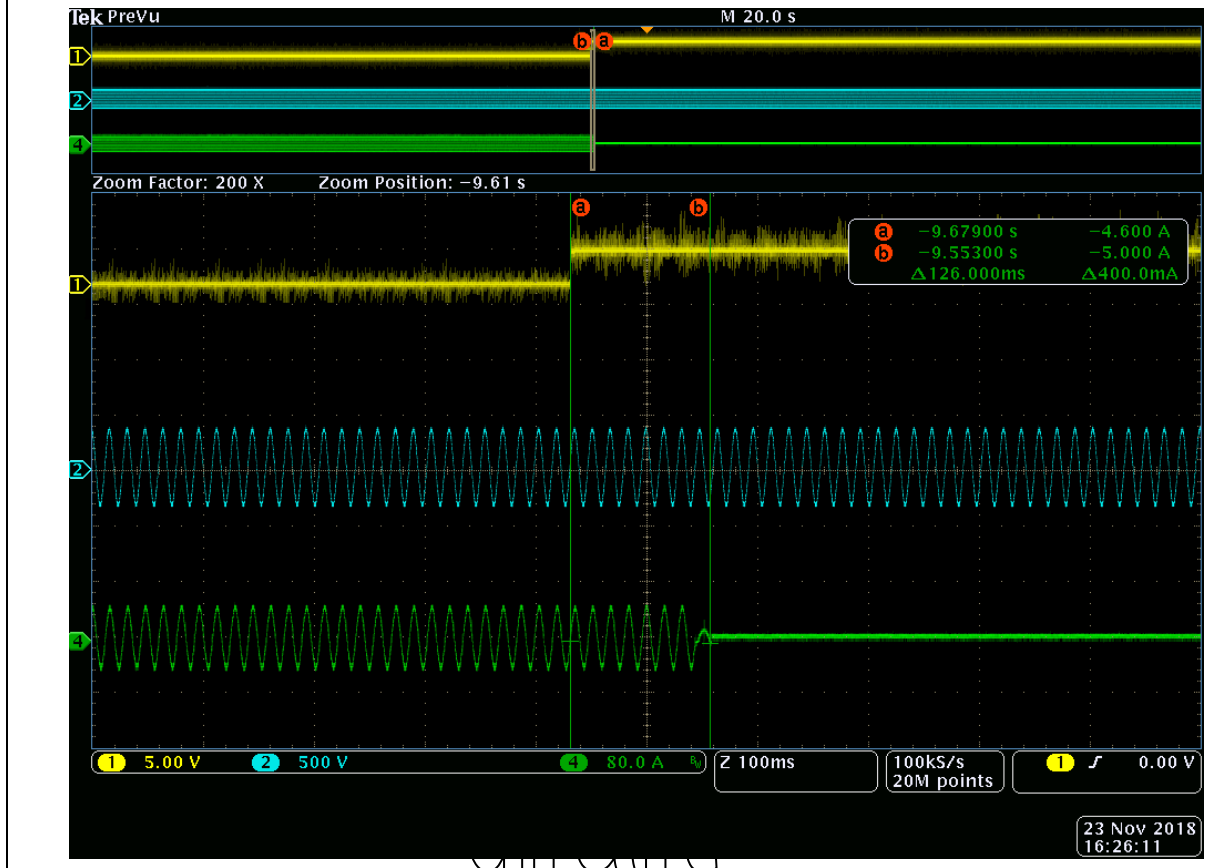 Tek PreVu M 20.0 s
b a
1
2
4
Zoom Factor: 200 X Zoom Position: −9.61 s
a b
a −9.67900 s −4.600 A
b −9.55300 s −5.000 A
Δ126.000ms Δ400.0mA
1
2
4
1 5.00 V 2 500 V 4 80.0 A BW Z 100ms 100kS/s 1 0.00 V
20M points
23 Nov 2018
16:26:11